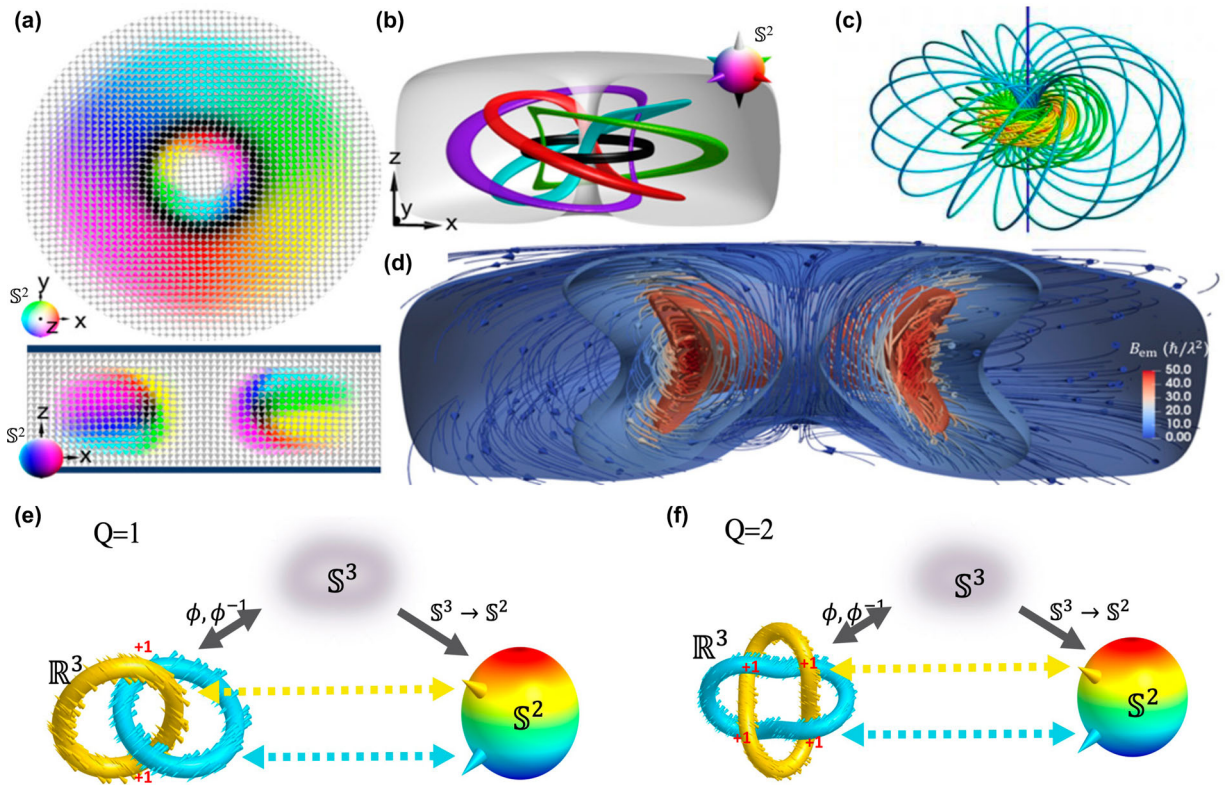 (a)
𝕊²
y
z
x
𝕊²
z
x
(b)
𝕊²
z
y
x
(c)
(d)
B_em (ħ/λ²)
50.0
40.0
30.0
20.0
10.0
0.00
(e)
Q=1
𝕊³
ϕ, ϕ⁻¹
𝕊³ → 𝕊²
ℝ³
+1
+1
𝕊²
(f)
Q=2
𝕊³
ϕ, ϕ⁻¹
𝕊³ → 𝕊²
ℝ³
+1
+1
+1
+1
𝕊²